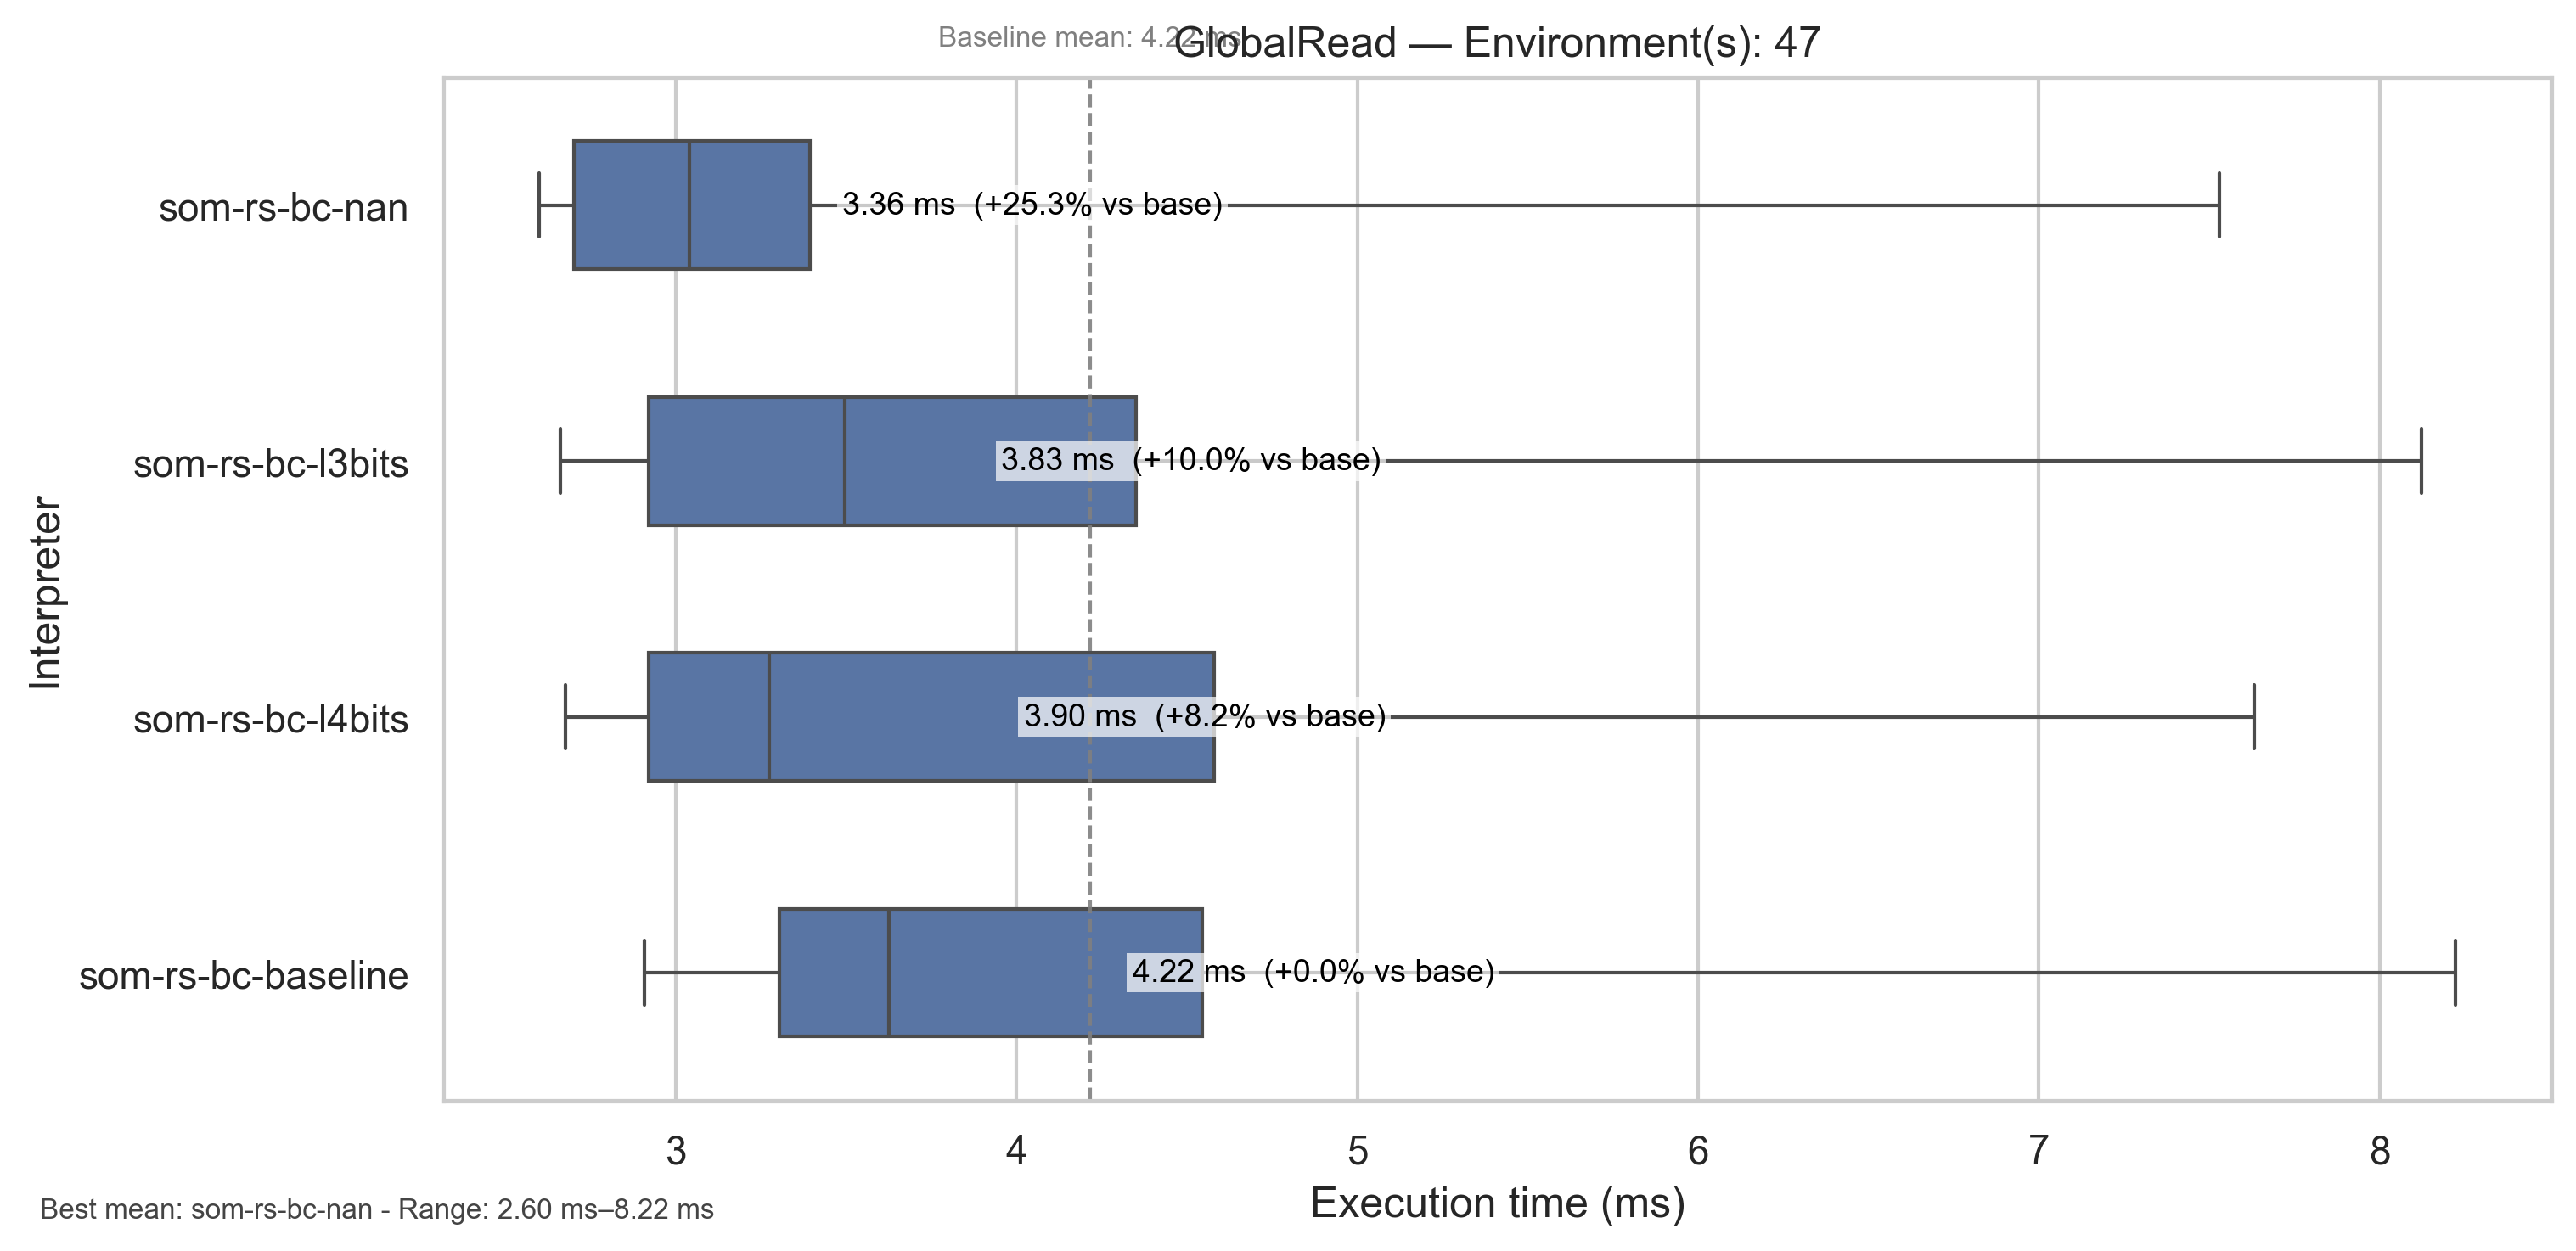 Baseline mean: 4.22 ms
GlobalRead — Environment(s): 47
som-rs-bc-nan
3.36 ms (+25.3% vs base)
som-rs-bc-l3bits
3.83 ms (+10.0% vs base)
Interpreter
som-rs-bc-l4bits
3.90 ms (+8.2% vs base)
som-rs-bc-baseline
4.22 ms (+0.0% vs base)
3 4 5 6 7 8
Execution time (ms)
Best mean: som-rs-bc-nan - Range: 2.60 ms–8.22 ms